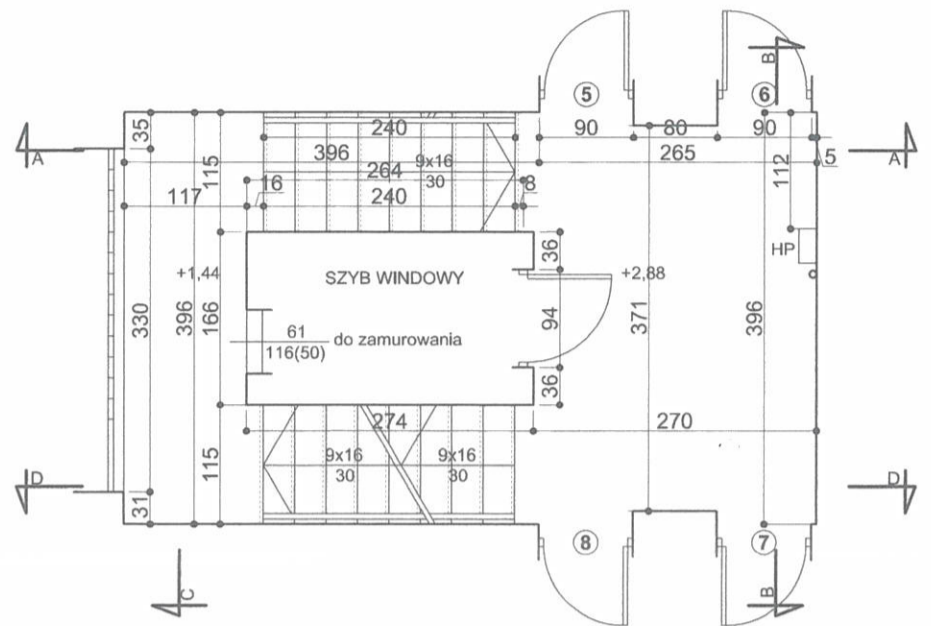 B
5
6
35
240
90
80
90
A
396
9x16
265
5
A
115
264
30
112
16
8
117
240
HP
36
+1,44
SZYB WINDOWY
+2,88
330
396
166
94
371
396
61
116(50)
do zamurowania
36
274
270
115
9x16
30
9x16
30
D
D
31
8
7
C
B